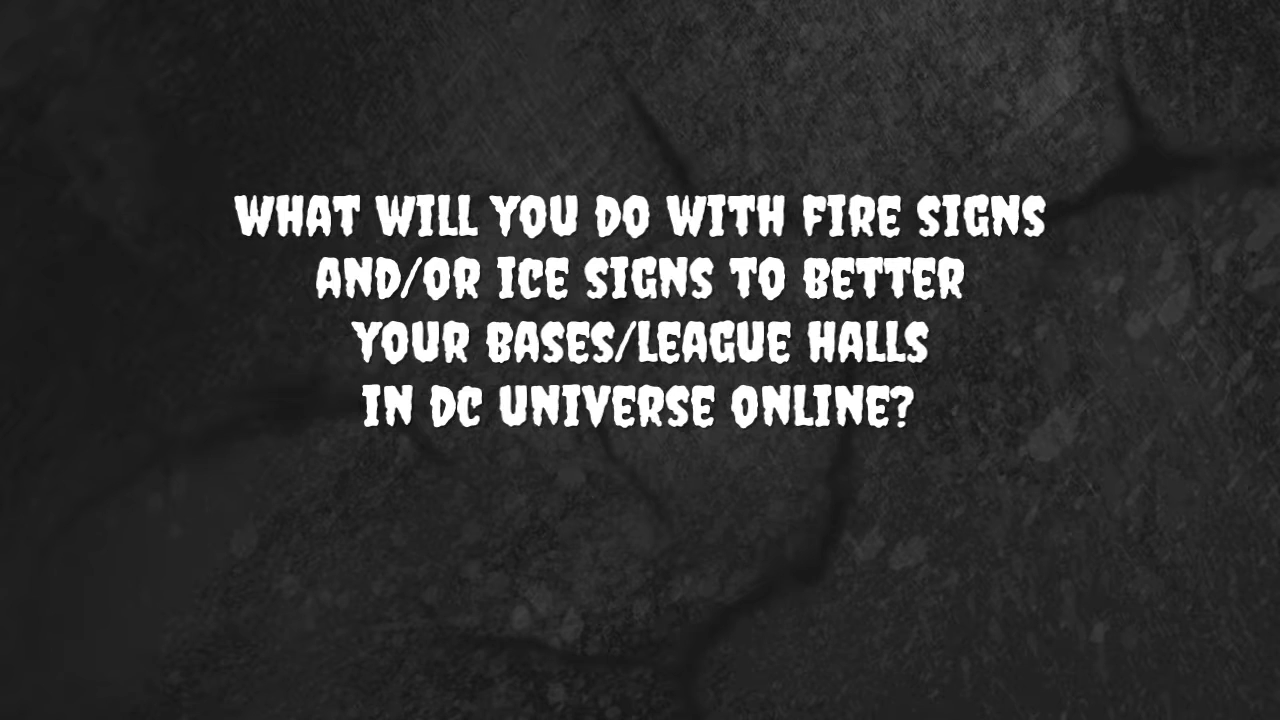 WHAT WILL YOU DO WITH FIRE SIGNS
AND/OR ICE SIGNS TO BETTER
YOUR BASES/LEAGUE HALLS
IN DC UNIVERSE ONLINE?